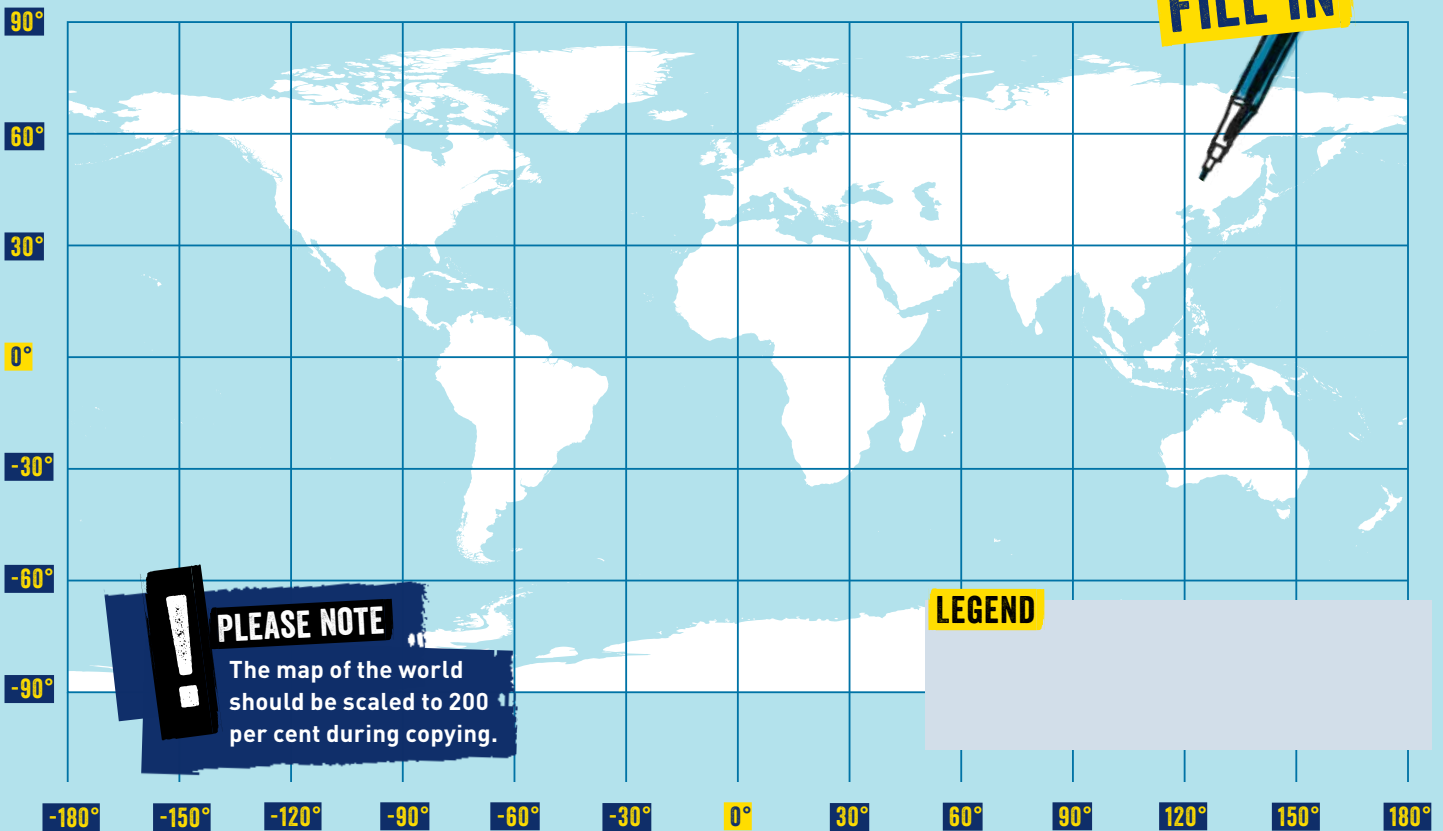 FILL IN
90°
60°
30°
0°
-30°
-60°
-90°
PLEASE NOTE
The map of the world
should be scaled to 200
per cent during copying.
LEGEND
-180° -150° -120° -90° -60° -30° 0° 30° 60° 90° 120° 150° 180°